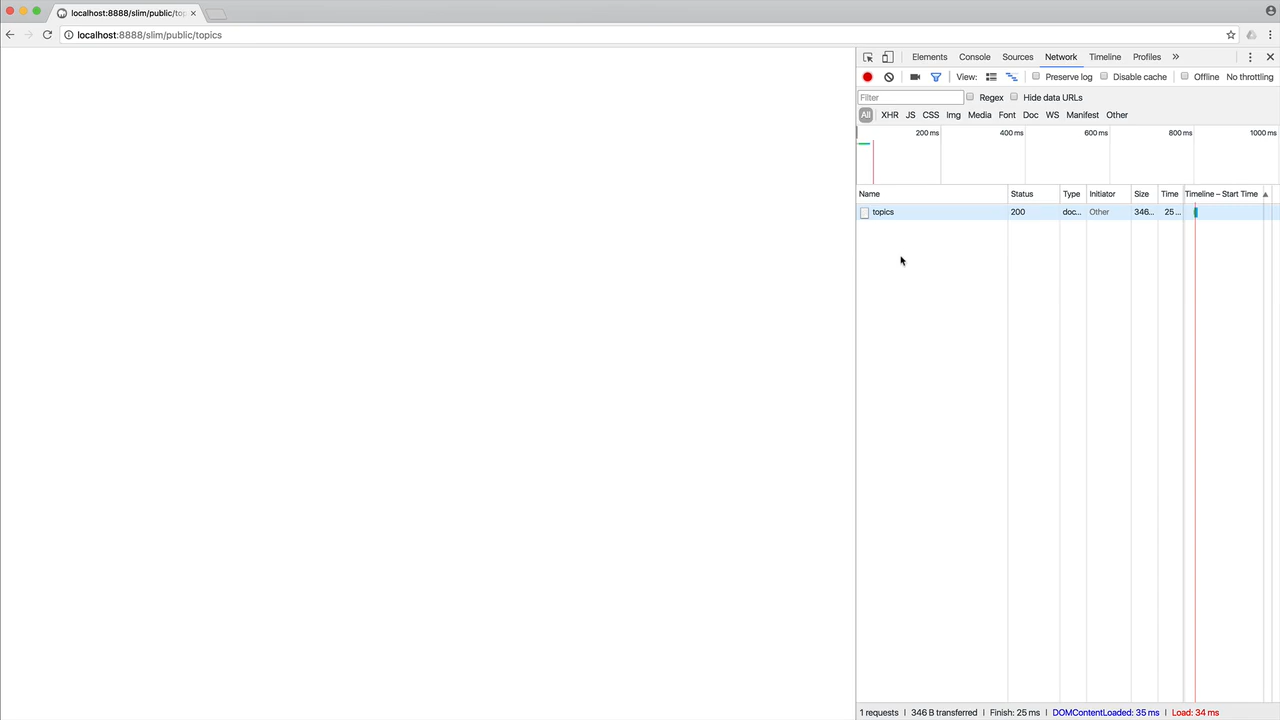 localhost:8888/slim/public/top
localhost:8888/slim/public/topics
Elements Console Sources Network Timeline Profiles »
View: Preserve log Disable cache Offline No throttling
Filter Regex Hide data URLs
All XHR JS CSS Img Media Font Doc WS Manifest Other
200 ms 400 ms 600 ms 800 ms 1000 ms
Name Status Type Initiator Size Time Timeline – Start Time
topics 200 doc... Other 346... 25 ...
1 requests | 346 B transferred | Finish: 25 ms | DOMContentLoaded: 35 ms | Load: 34 ms